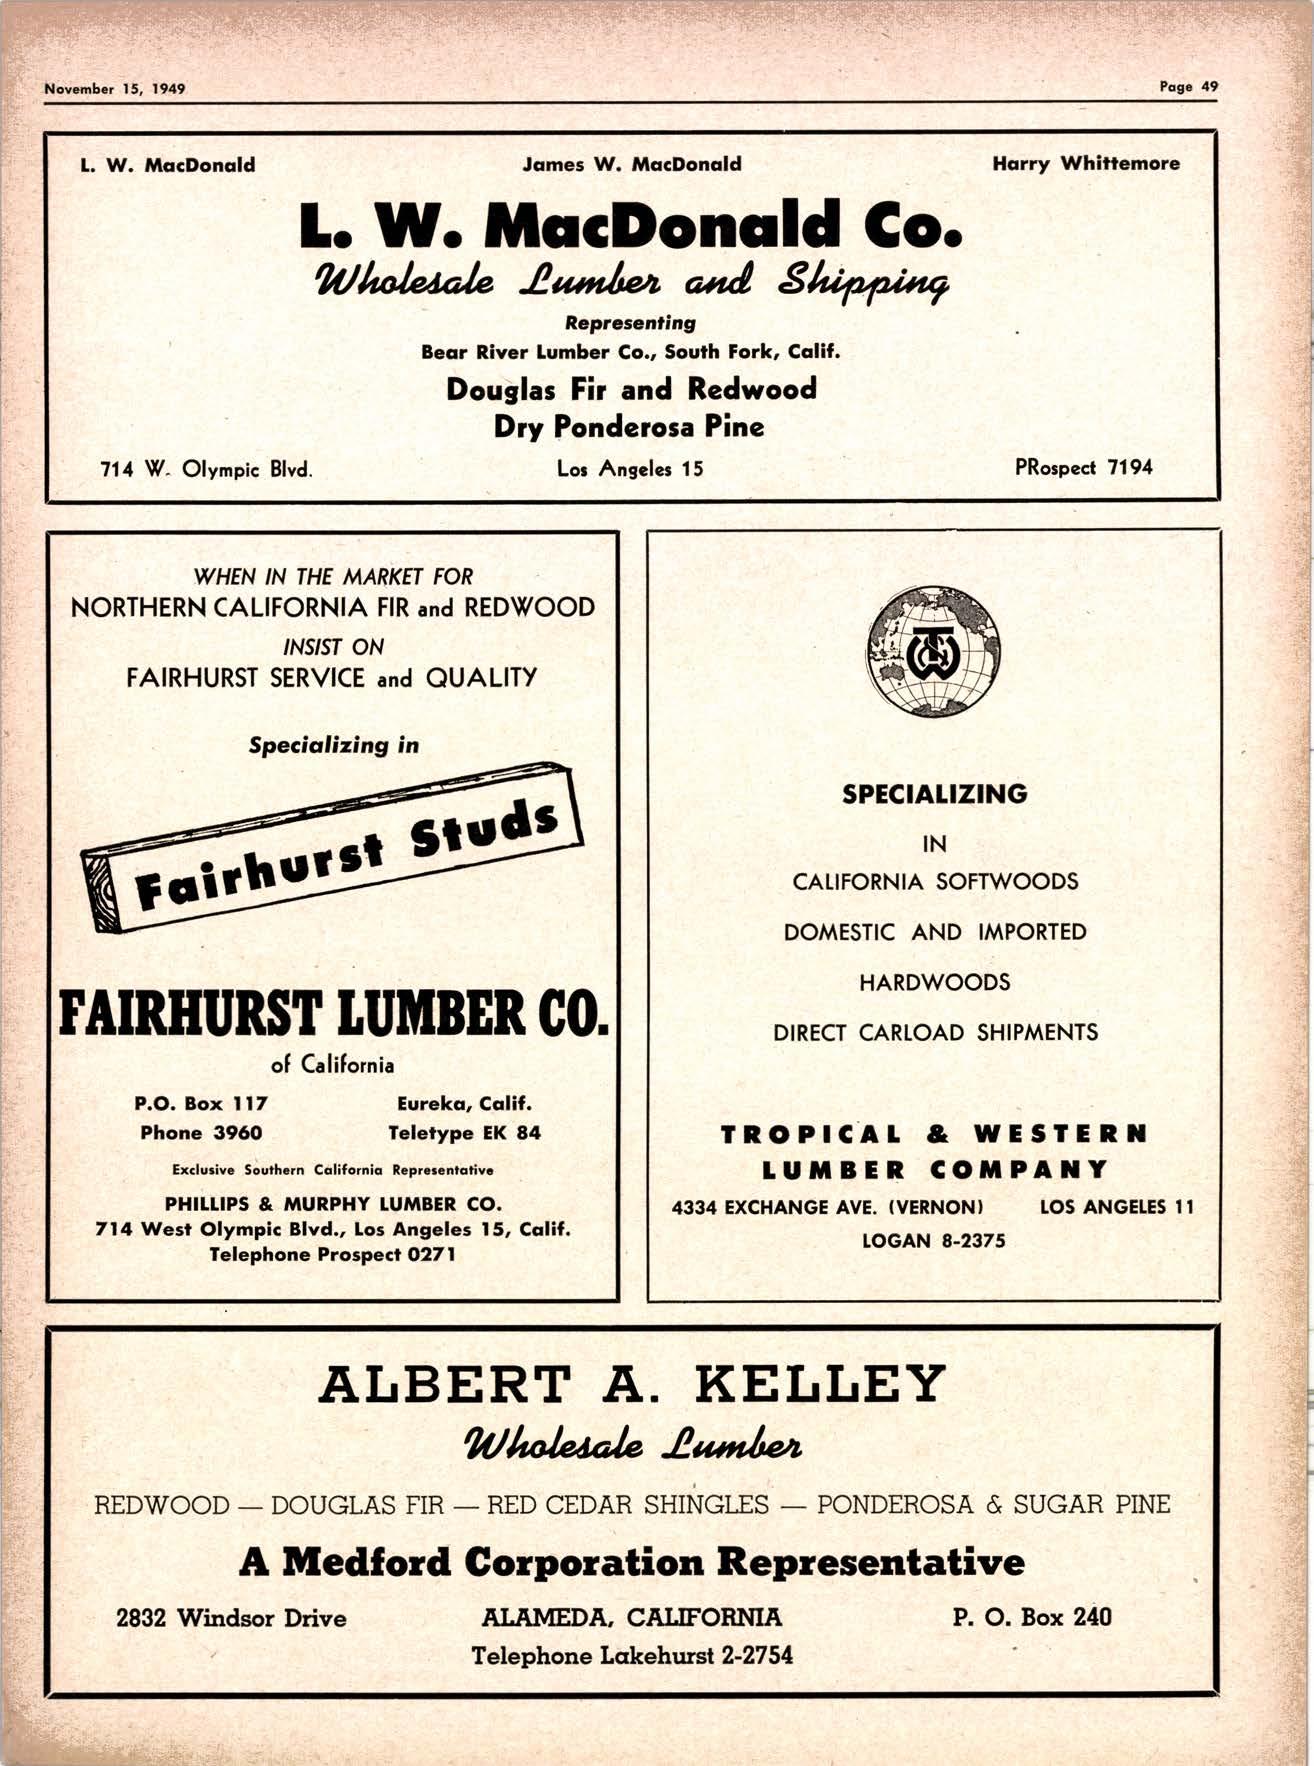 November 15, 1949 Page 49
L. W. MacDonald James W. MacDonald Harry Whittemore
L. W. MacDonald Co.
Wholesale Lumber and Shipping
Representing
Bear River Lumber Co., South Fork, Calif.
Douglas Fir and Redwood
Dry Ponderosa Pine
714 W. Olympic Blvd. Los Angeles 15 PRospect 7194
WHEN IN THE MARKET FOR
NORTHERN CALIFORNIA FIR and REDWOOD
INSIST ON
FAIRHURST SERVICE and QUALITY
Specializing in
Fairhurst Studs
FAIRHURST LUMBER CO.
of California
P.O. Box 117 Eureka, Calif.
Phone 3960 Teletype EK 84
Exclusive Southern California Representative
PHILLIPS & MURPHY LUMBER CO.
714 West Olympic Blvd., Los Angeles 15, Calif.
Telephone Prospect 0271
T&W
SPECIALIZING
IN
CALIFORNIA SOFTWOODS
DOMESTIC AND IMPORTED
HARDWOODS
DIRECT CARLOAD SHIPMENTS
TROPICAL & WESTERN
LUMBER COMPANY
4334 EXCHANGE AVE. (VERNON) LOS ANGELES 11
LOGAN 8-2375
ALBERT A. KELLEY
Wholesale Lumber
REDWOOD — DOUGLAS FIR — RED CEDAR SHINGLES — PONDEROSA & SUGAR PINE
A Medford Corporation Representative
2832 Windsor Drive ALAMEDA, CALIFORNIA P. O. Box 240
Telephone Lakehurst 2-2754